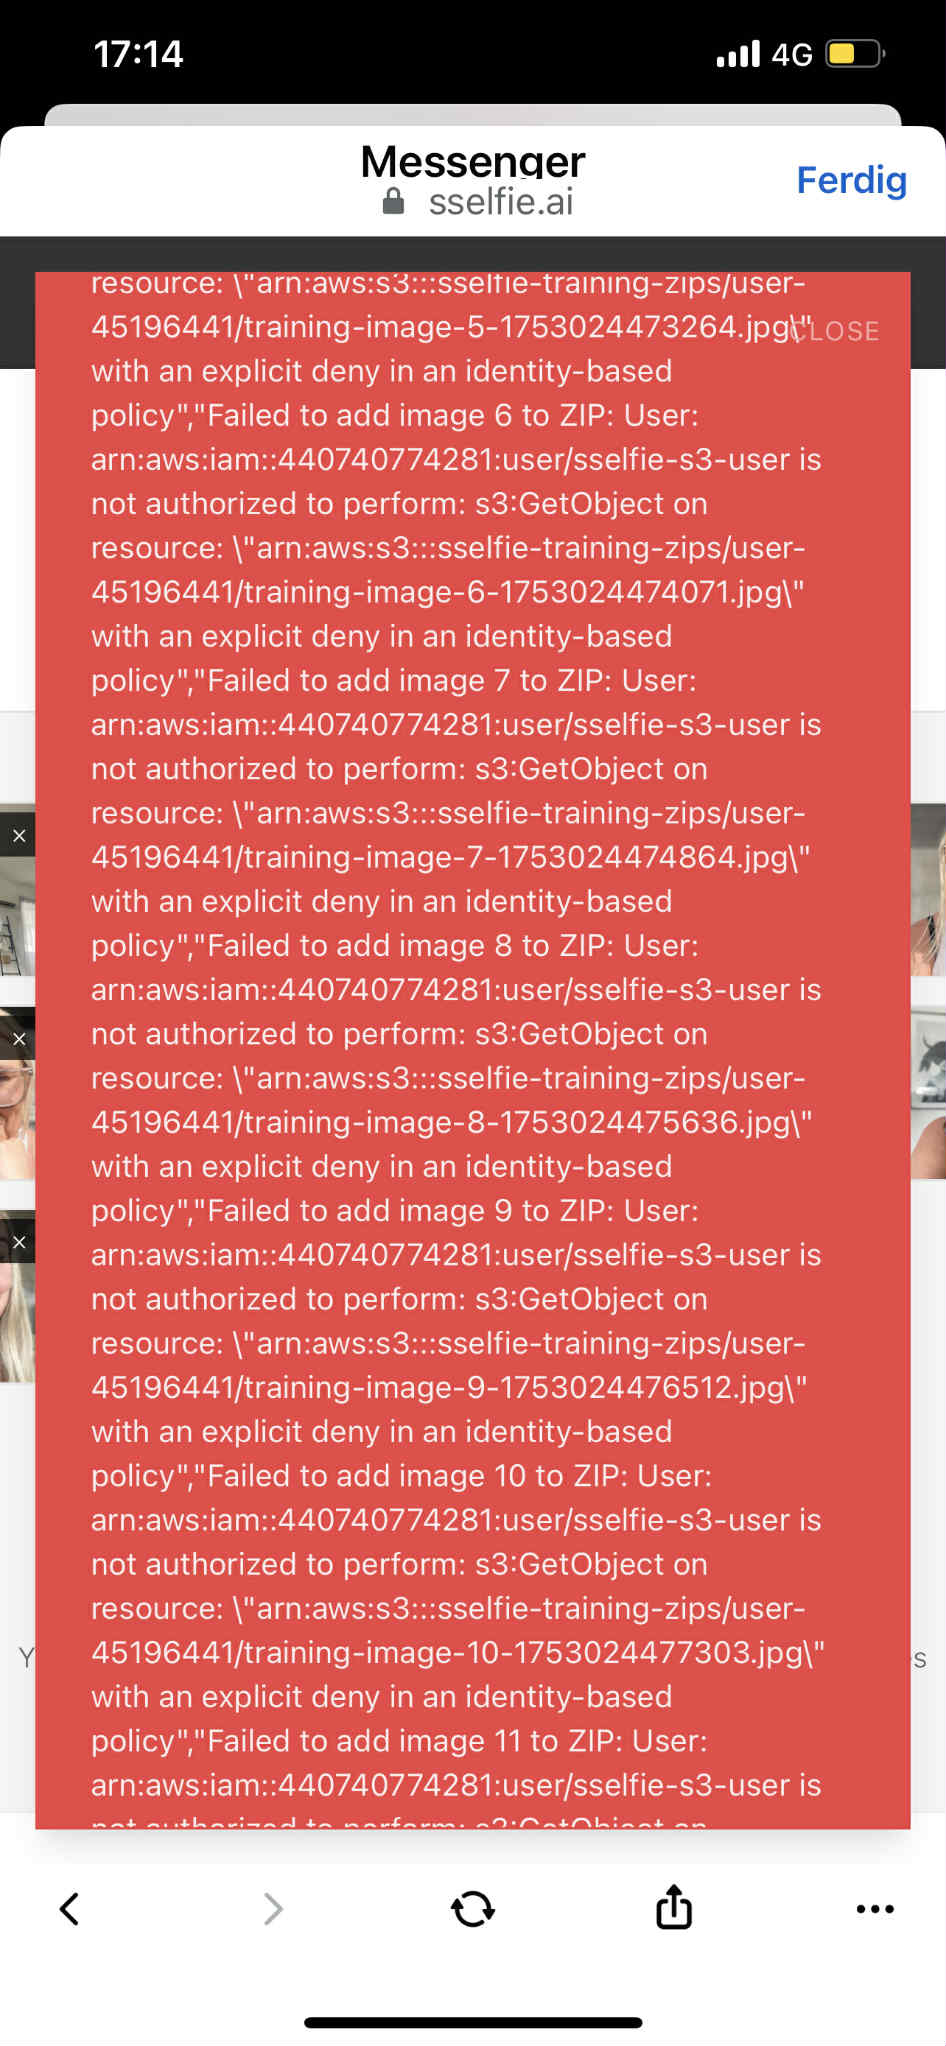 17:14
4G
Messenger
sselfie.ai
Ferdig
resource: \"arn:aws:s3:::sselfie-training-zips/user-
45196441/training-image-5-1753024473264.jpg\"
CLOSE
with an explicit deny in an identity-based
policy","Failed to add image 6 to ZIP: User:
arn:aws:iam::440740774281:user/sselfie-s3-user is
not authorized to perform: s3:GetObject on
resource: \"arn:aws:s3:::sselfie-training-zips/user-
45196441/training-image-6-1753024474071.jpg\"
with an explicit deny in an identity-based
policy","Failed to add image 7 to ZIP: User:
arn:aws:iam::440740774281:user/sselfie-s3-user is
not authorized to perform: s3:GetObject on
resource: \"arn:aws:s3:::sselfie-training-zips/user-
45196441/training-image-7-1753024474864.jpg\"
with an explicit deny in an identity-based
policy","Failed to add image 8 to ZIP: User:
arn:aws:iam::440740774281:user/sselfie-s3-user is
not authorized to perform: s3:GetObject on
resource: \"arn:aws:s3:::sselfie-training-zips/user-
45196441/training-image-8-1753024475636.jpg\"
with an explicit deny in an identity-based
policy","Failed to add image 9 to ZIP: User:
arn:aws:iam::440740774281:user/sselfie-s3-user is
not authorized to perform: s3:GetObject on
resource: \"arn:aws:s3:::sselfie-training-zips/user-
45196441/training-image-9-1753024476512.jpg\"
with an explicit deny in an identity-based
policy","Failed to add image 10 to ZIP: User:
arn:aws:iam::440740774281:user/sselfie-s3-user is
not authorized to perform: s3:GetObject on
resource: \"arn:aws:s3:::sselfie-training-zips/user-
Y
45196441/training-image-10-1753024477303.jpg\"
s
with an explicit deny in an identity-based
policy","Failed to add image 11 to ZIP: User:
arn:aws:iam::440740774281:user/sselfie-s3-user is
not authorized to perform: s3:GetObject on